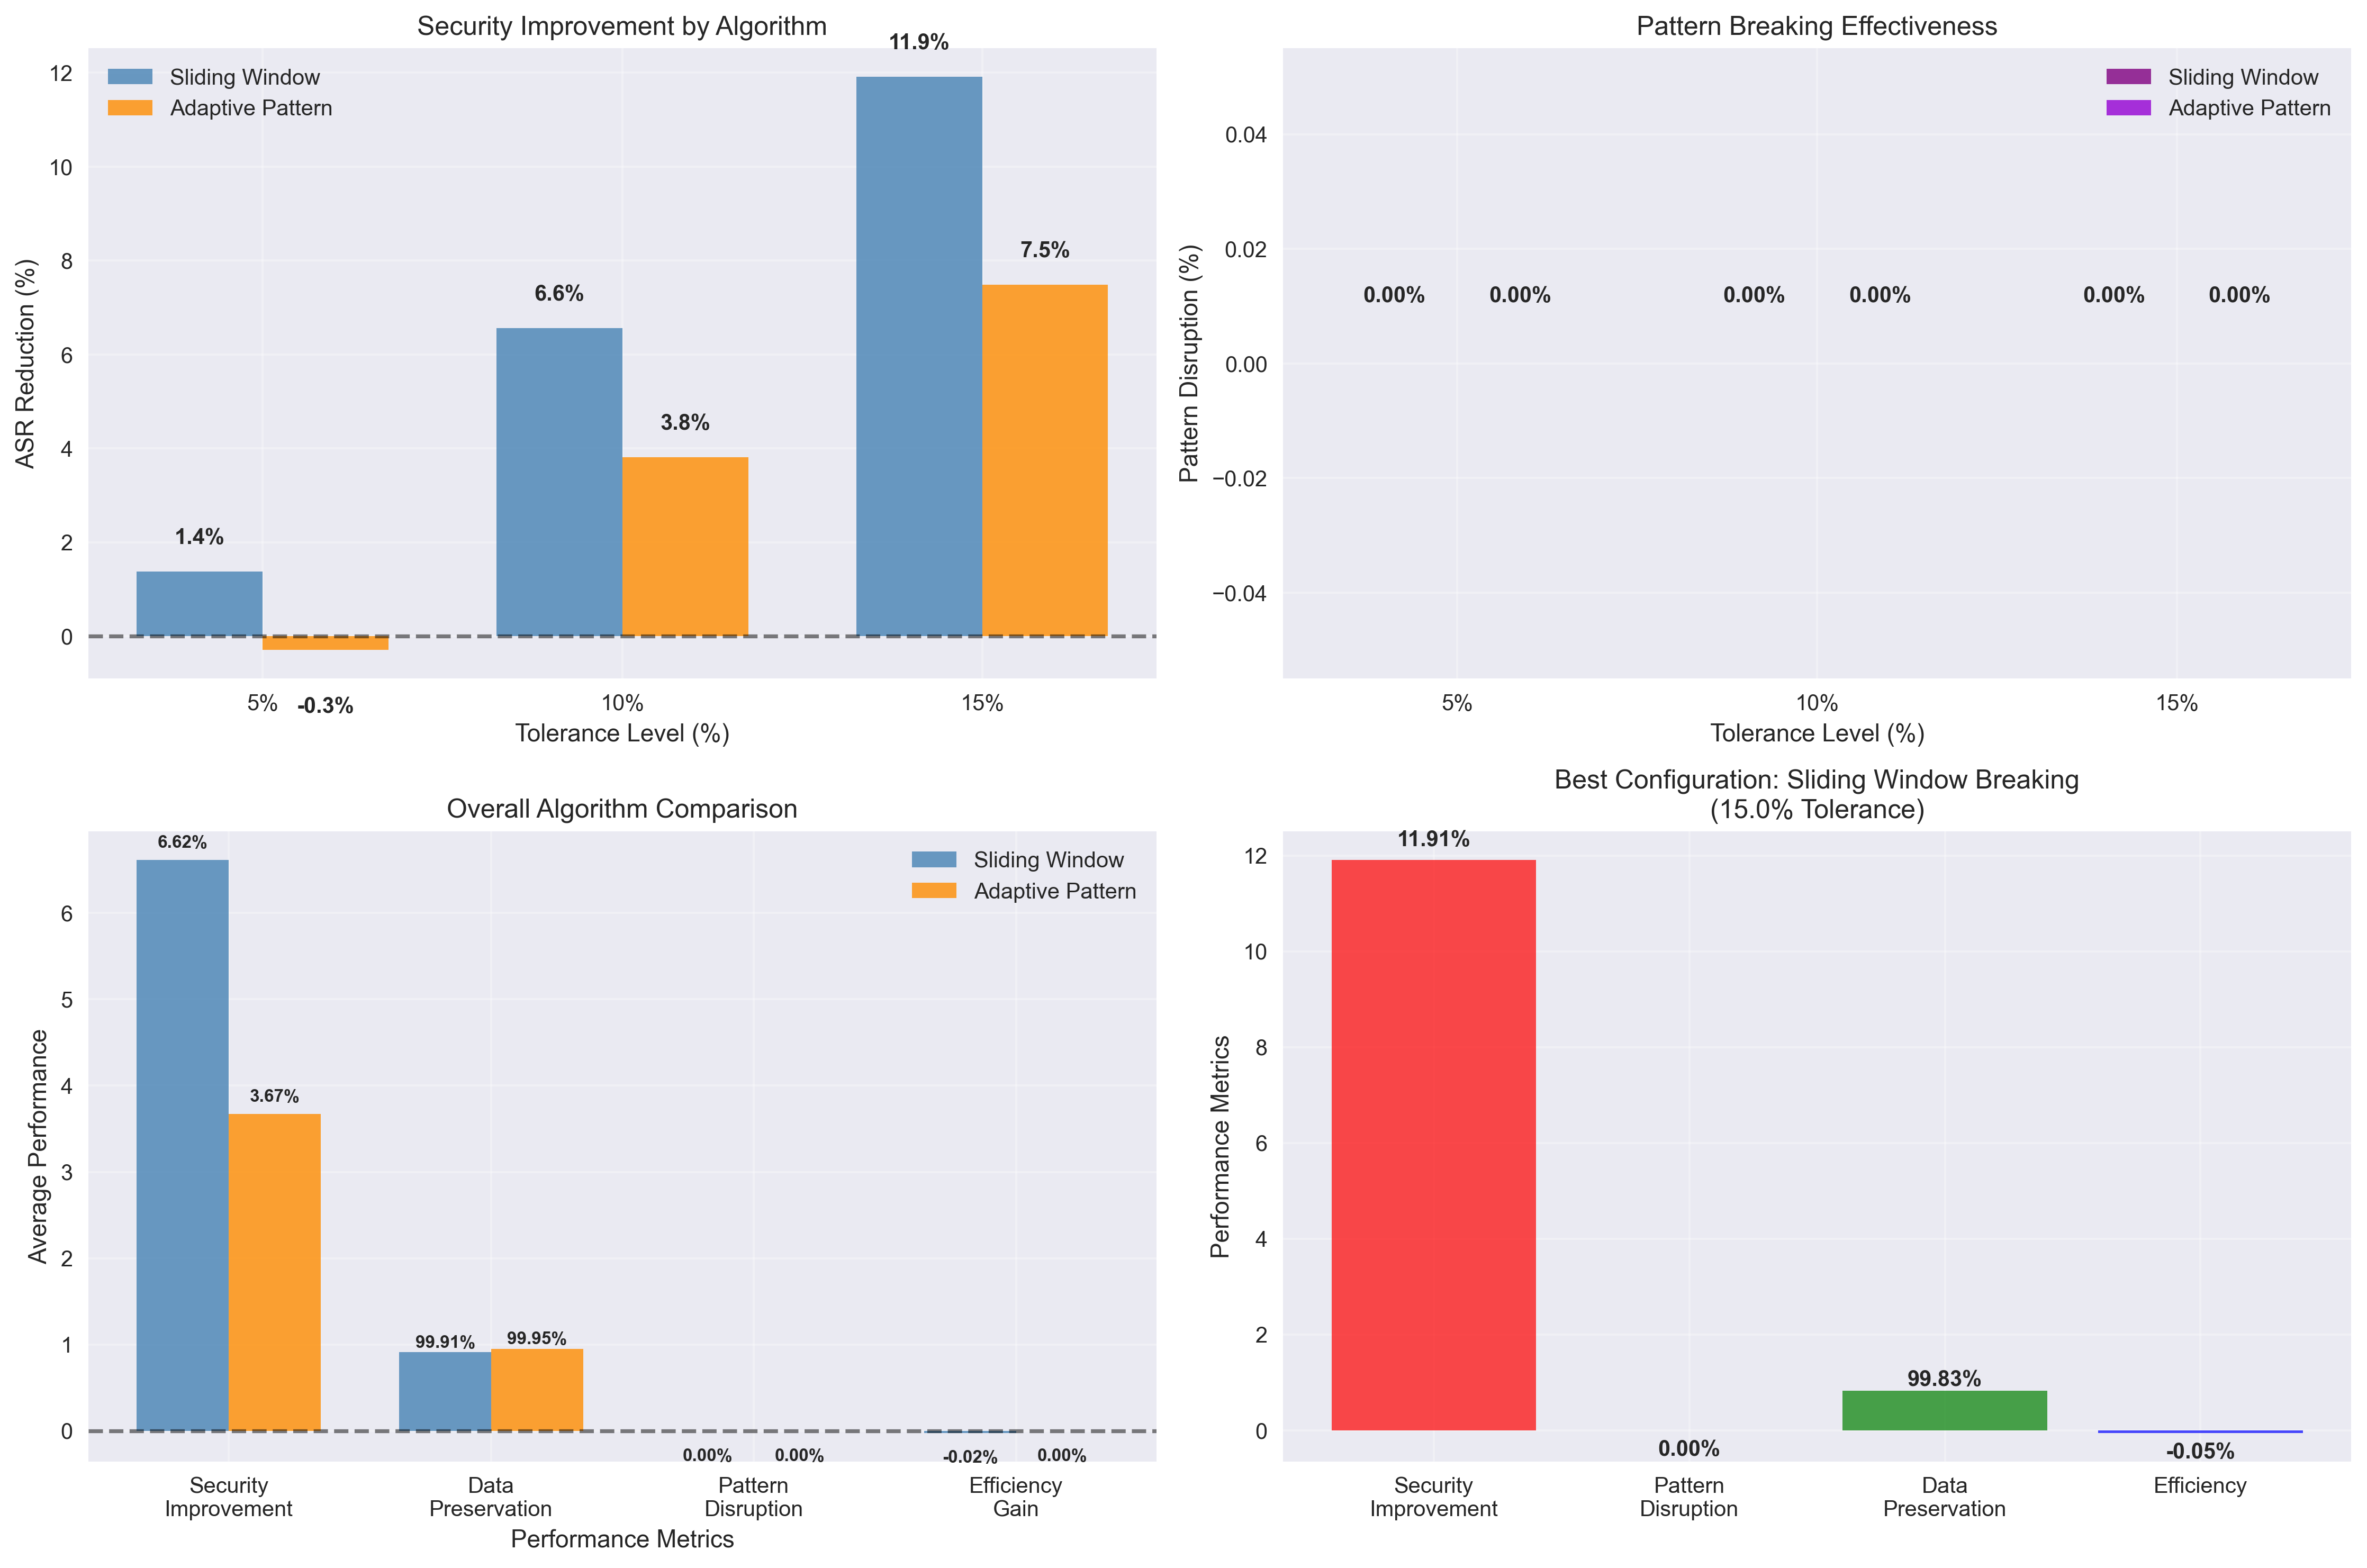 Security Improvement by Algorithm
11.9%
12
Sliding Window
Adaptive Pattern
10
7.5%
8
6.6%
6
3.8%
4
1.4%
2
0
5%
-0.3%
10%
15%
ASR Reduction (%)
Tolerance Level (%)
Pattern Breaking Effectiveness
Sliding Window
Adaptive Pattern
0.04
0.02
0.00%
0.00%
0.00%
0.00%
0.00%
0.00%
0.00
−0.02
−0.04
5%
10%
15%
Pattern Disruption (%)
Tolerance Level (%)
Overall Algorithm Comparison
6.62%
Sliding Window
Adaptive Pattern
6
5
4
3.67%
3
2
99.91%
99.95%
1
0
0.00%
0.00%
-0.02%
0.00%
Security
Improvement
Data
Preservation
Pattern
Disruption
Efficiency
Gain
Average Performance
Performance Metrics
Best Configuration: Sliding Window Breaking
(15.0% Tolerance)
11.91%
12
10
8
6
4
2
99.83%
0
0.00%
-0.05%
Security
Improvement
Pattern
Disruption
Data
Preservation
Efficiency
Performance Metrics